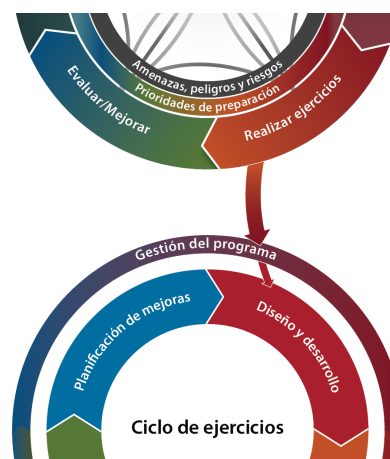 Amenazas, peligros y riesgos
Prioridades de preparación
Evaluar/Mejorar
Realizar ejercicios
Gestión del programa
Planificación de mejoras
Diseño y desarrollo
Ciclo de ejercicios